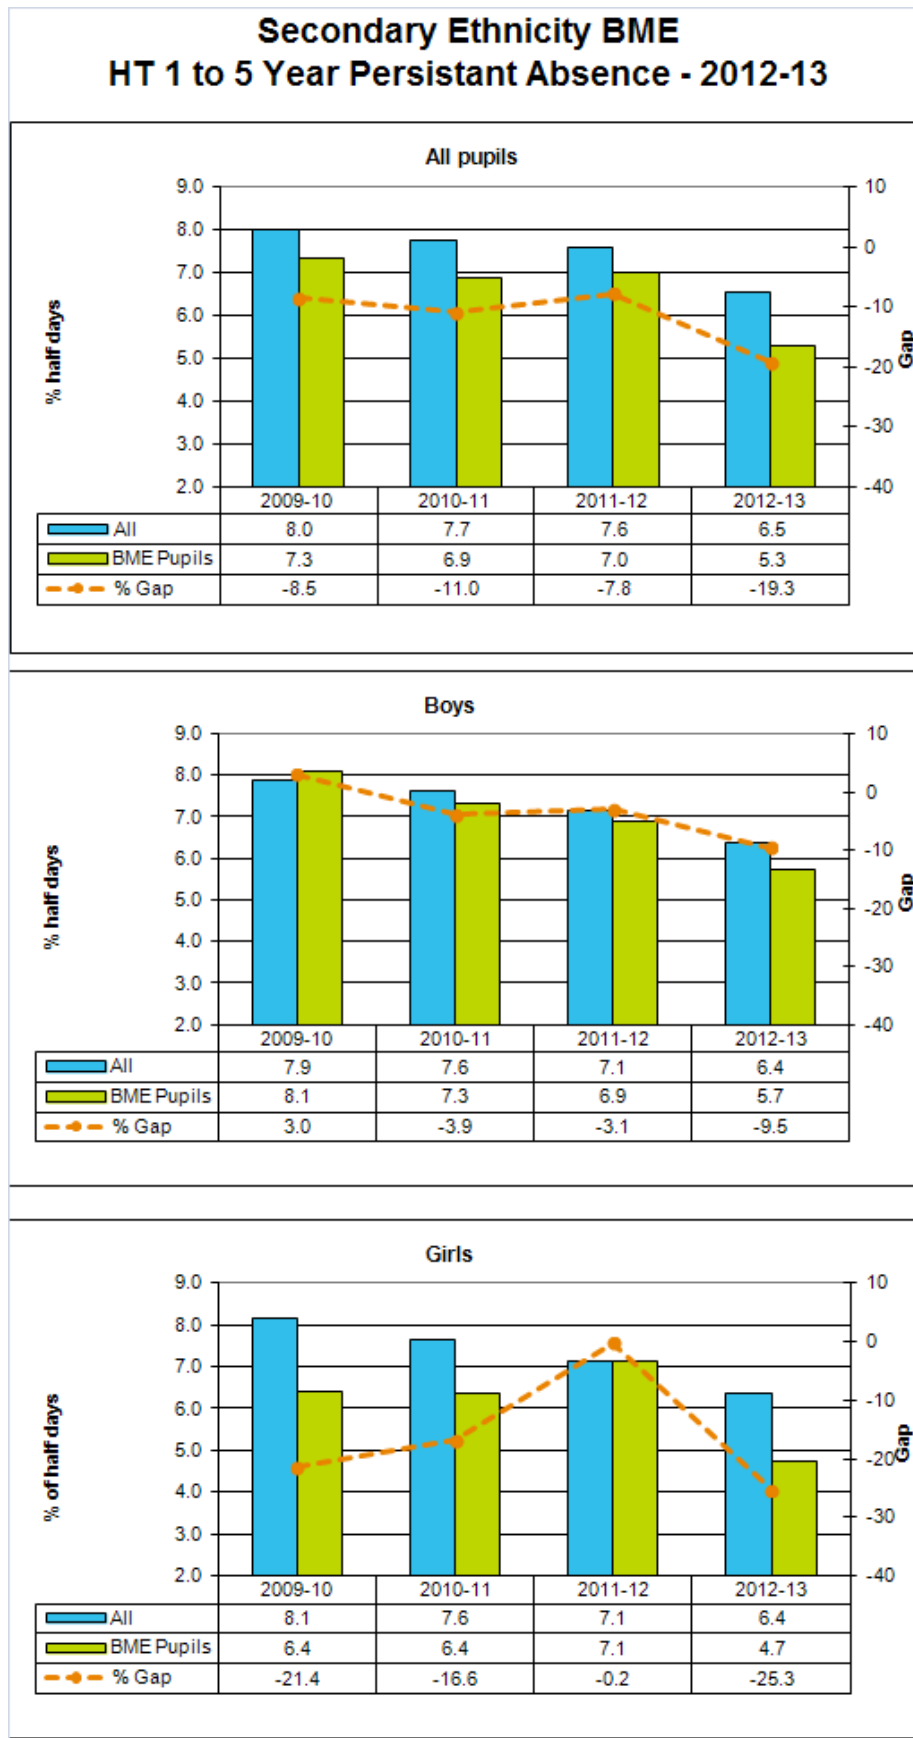 Secondary Ethnicity BME
HT 1 to 5 Year Persistant Absence - 2012-13
All pupils
% half days
9.0
8.0
7.0
6.0
5.0
4.0
3.0
2.0
10
0
-10
-20
-30
-40
Gap
2009-10 2010-11 2011-12 2012-13
All 8.0 7.7 7.6 6.5
BME Pupils 7.3 6.9 7.0 5.3
% Gap -8.5 -11.0 -7.8 -19.3
Boys
% half days
9.0
8.0
7.0
6.0
5.0
4.0
3.0
2.0
10
0
-10
-20
-30
-40
Gap
2009-10 2010-11 2011-12 2012-13
All 7.9 7.6 7.1 6.4
BME Pupils 8.1 7.3 6.9 5.7
% Gap 3.0 -3.9 -3.1 -9.5
Girls
% of half days
9.0
8.0
7.0
6.0
5.0
4.0
3.0
2.0
10
0
-10
-20
-30
-40
Gap
2009-10 2010-11 2011-12 2012-13
All 8.1 7.6 7.1 6.4
BME Pupils 6.4 6.4 7.1 4.7
% Gap -21.4 -16.6 -0.2 -25.3